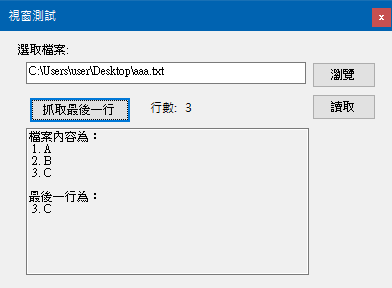 視窗測試
x
選取檔案:
C:\Users\user\Desktop\aaa.txt
瀏覽
抓取最後一行
行數: 3
讀取
檔案內容為：
1. A
2. B
3. C
最後一行為：
3. C